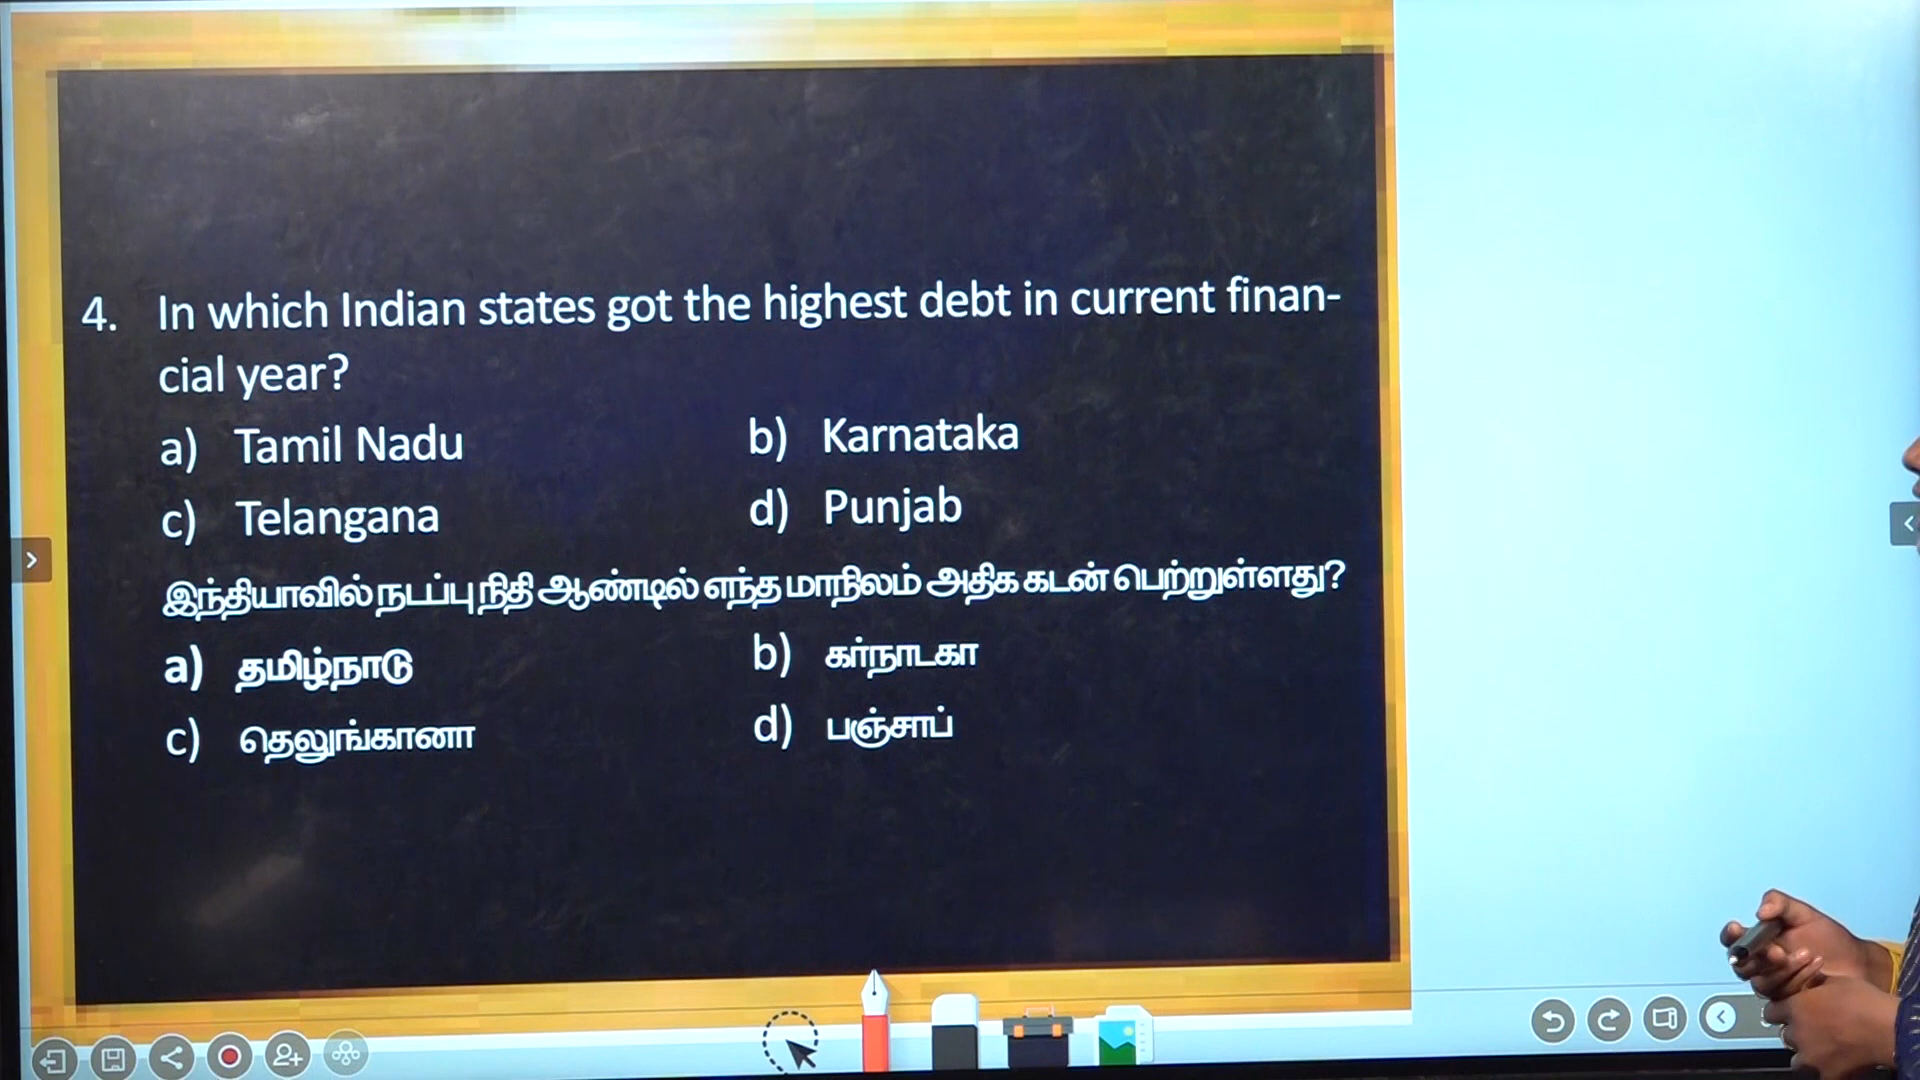 4. In which Indian states got the highest debt in current finan-
cial year?
a) Tamil Nadu b) Karnataka
c) Telangana d) Punjab
இந்தியாவில் நடப்பு நிதி ஆண்டில் எந்த மாநிலம் அதிக கடன் பெற்றுள்ளது?
a) தமிழ்நாடு b) கர்நாடகா
c) தெலுங்கானா d) பஞ்சாப்